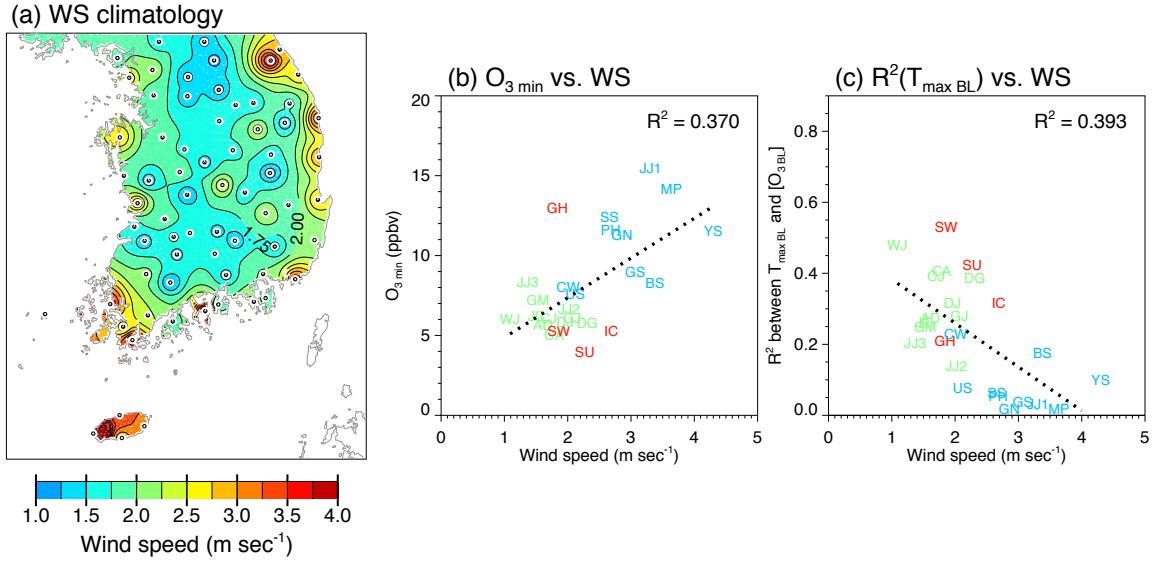 (a) WS climatology
1.75
2.00
1.0 1.5 2.0 2.5 3.0 3.5 4.0
Wind speed (m sec⁻¹)
(b) O₃ min vs. WS
R² = 0.370
20
15
10
5
0
O₃ min (ppbv)
JJ1
MP
GH
SS
PH
GN
YS
GS
BS
JJ3
CW
US
GM
JJ2
WJ
GJ
DG
SW
IC
SU
0 1 2 3 4 5
Wind speed (m sec⁻¹)
(c) R²(Tmax BL) vs. WS
R² = 0.393
0.8
0.6
0.4
0.2
0.0
R² between Tmax BL and [O₃ BL]
SW
WJ
SU
CA
CJ
DG
DJ
IC
GJ
AD
GM
CW
JJ3
GH
BS
JJ2
YS
US
SS
PH
GS
JJ1
GN
MP
0 1 2 3 4 5
Wind speed (m sec⁻¹)